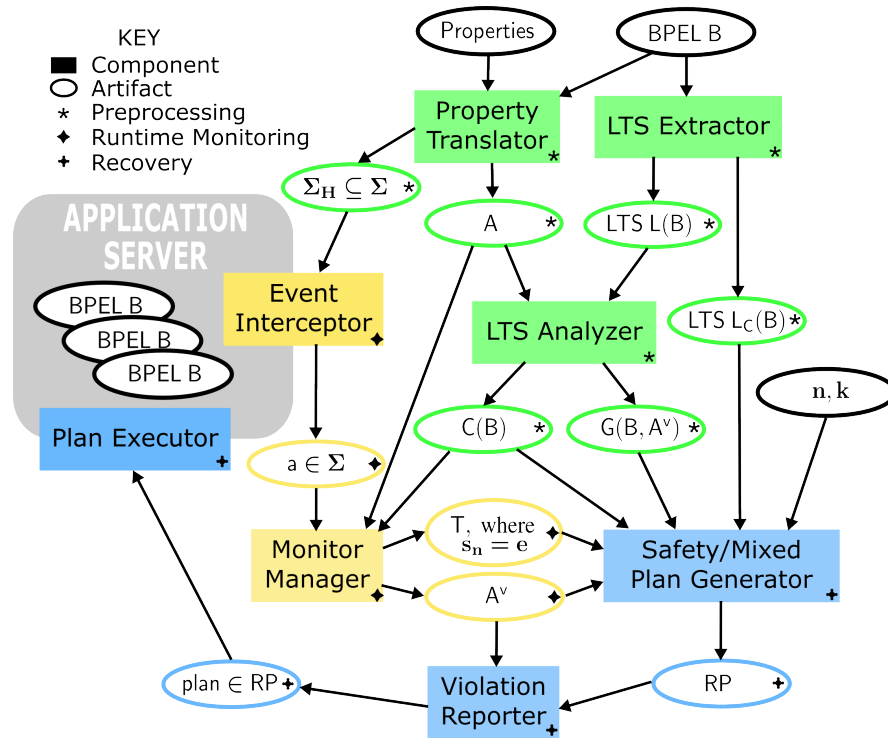 KEY
Component
Artifact
* Preprocessing
✦ Runtime Monitoring
+ Recovery
Properties
BPEL B
Property
Translator *
LTS Extractor
*
Σ_H ⊆ Σ *
A *
LTS L(B) *
APPLICATION
SERVER
BPEL B
BPEL B
BPEL B
Event
Interceptor ✦
LTS Analyzer
*
LTS L_C(B) *
n, k
Plan Executor
+
C(B) *
G(B, Aᵛ) *
a ∈ Σ ✦
Monitor
Manager
✦
T, where
s_n = e ✦
Aᵛ ✦
Safety/Mixed
Plan Generator
+
plan ∈ RP +
Violation
Reporter +
RP +